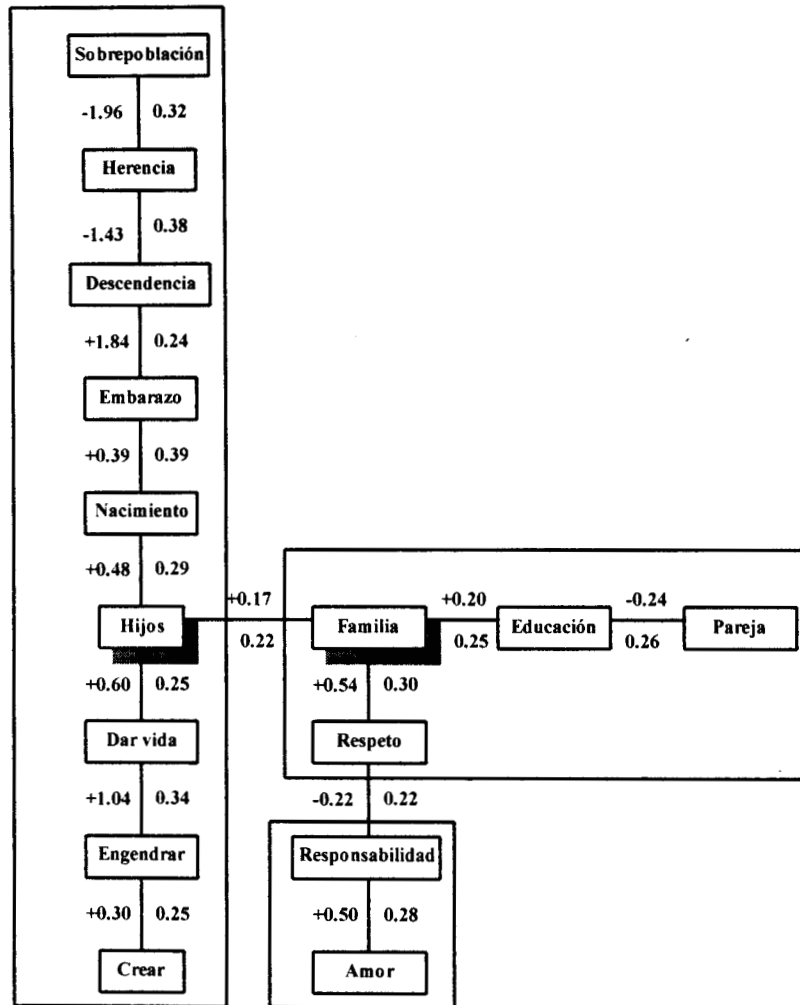 Sobrepoblación
-1.96 0.32
Herencia
-1.43 0.38
Descendencia
+1.84 0.24
Embarazo
+0.39 0.39
Nacimiento
+0.48 0.29
+0.17 +0.20 -0.24
Hijos Familia Educación Pareja
0.22 0.25 0.26
+0.60 0.25 +0.54 0.30
Dar vida Respeto
+1.04 0.34 -0.22 0.22
Engendrar Responsabilidad
+0.30 0.25 +0.50 0.28
Crear Amor